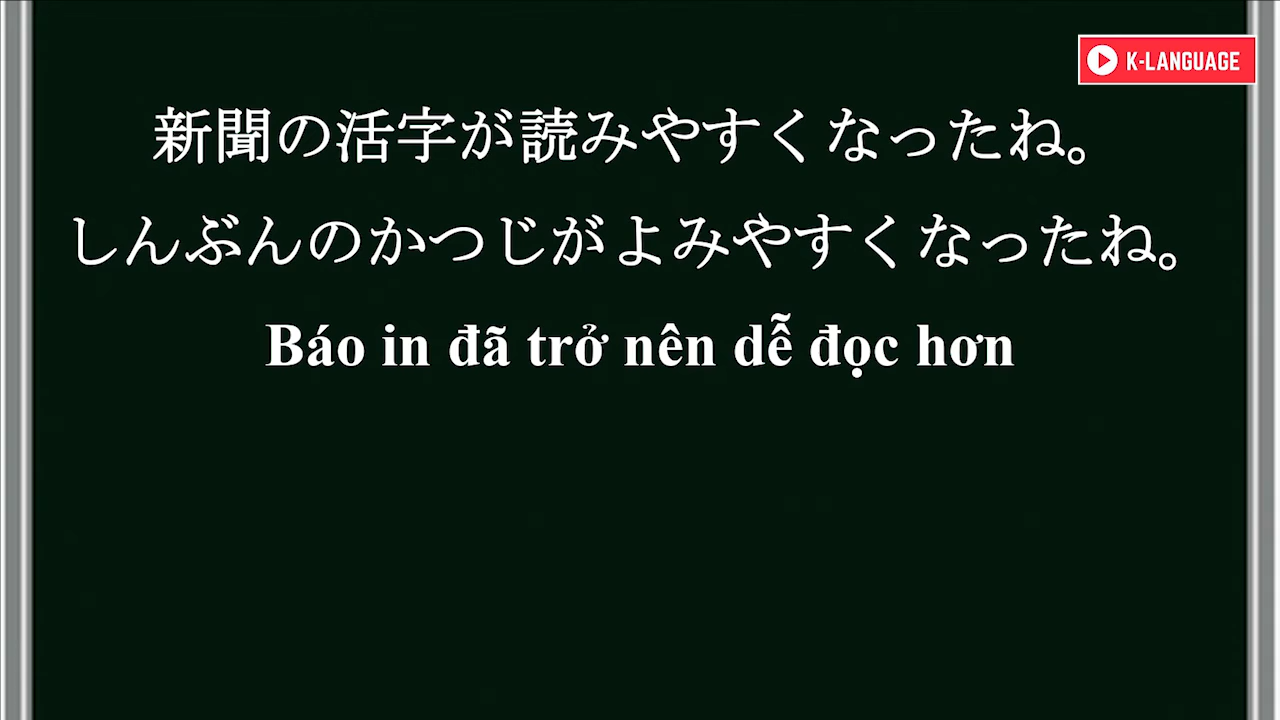 K-LANGUAGE
新聞の活字が読みやすくなったね。
しんぶんのかつじがよみやすくなったね。
Báo in đã trở nên dễ đọc hơn